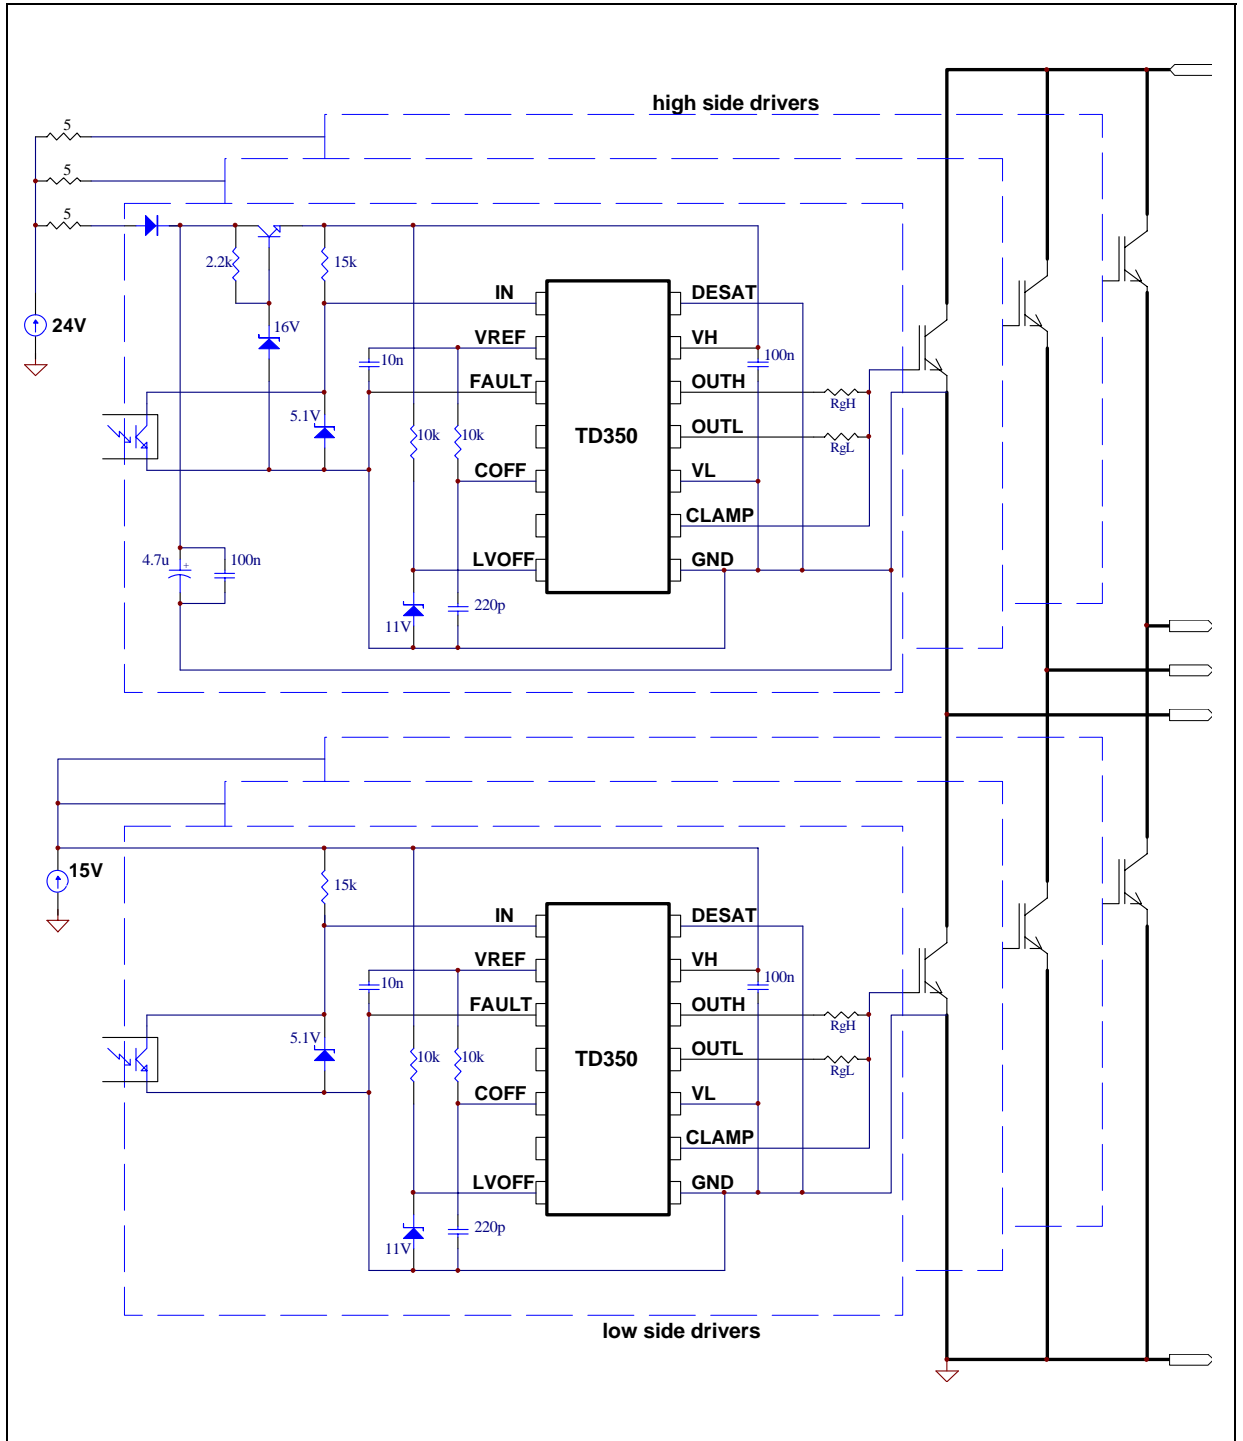 high side drivers
5
5
5
2.2k
15k
IN
DESAT
24V
16V
VREF
VH
10n
100n
FAULT
OUTH
RgH
5.1V
10k
10k
TD350
OUTL
RgL
COFF
VL
CLAMP
4.7u
+
100n
LVOFF
GND
11V
220p
15V
15k
IN
DESAT
VREF
VH
10n
100n
FAULT
OUTH
RgH
5.1V
10k
10k
TD350
OUTL
RgL
COFF
VL
CLAMP
LVOFF
GND
11V
220p
low side drivers